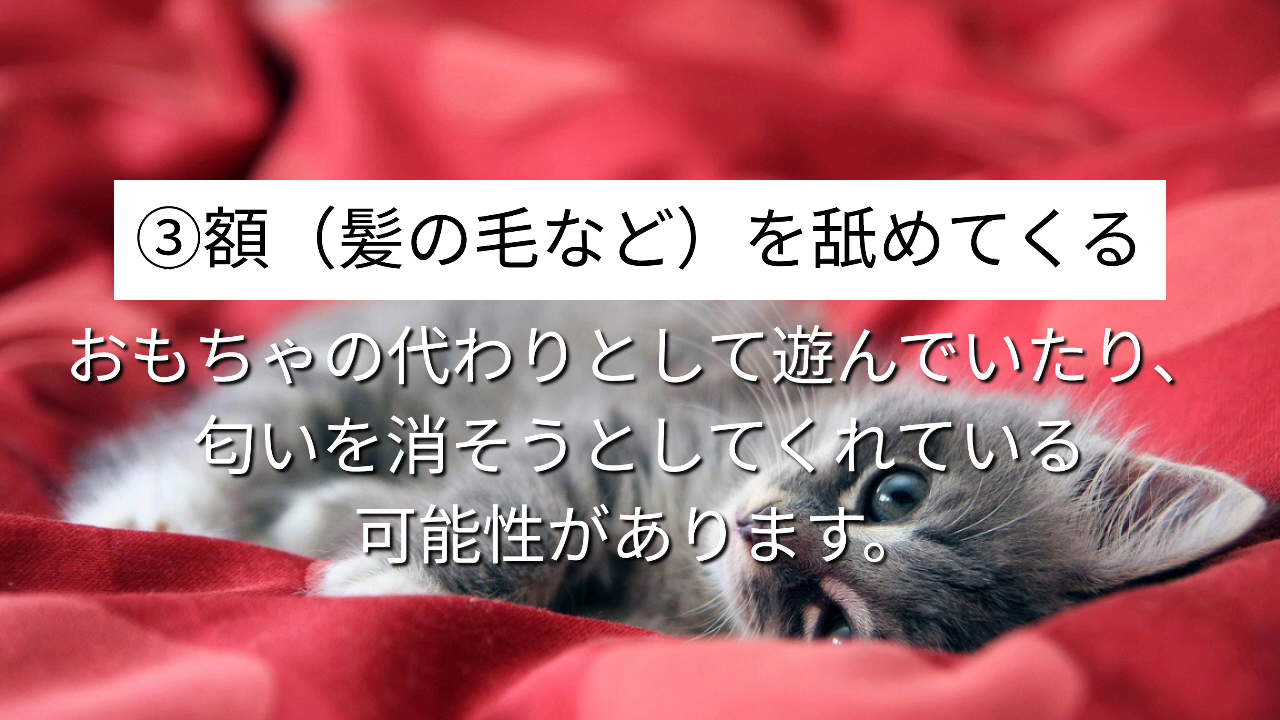 ③額（髪の毛など）を舐めてくる
おもちゃの代わりとして遊んでいたり、
匂いを消そうとしてくれている
可能性があります。